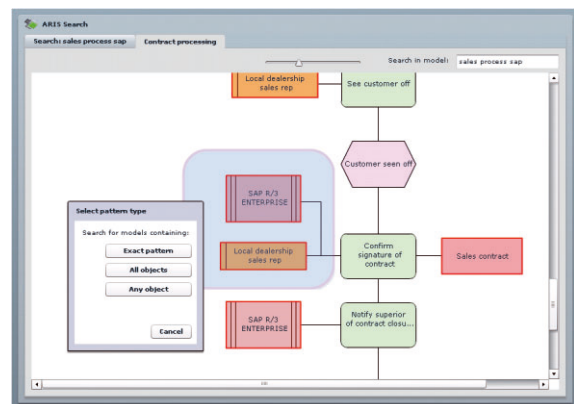 ARIS Search
Search: sales process sap
Contract processing
Search in model:
sales process sap
Local dealership
sales rep
See customer off
Customer seen off
SAP R/3
ENTERPRISE
Select pattern type
Search for models containing:
Exact pattern
All objects
Any object
Cancel
Local dealership
sales rep
Confirm
signature of
contract
Sales contract
SAP R/3
ENTERPRISE
Notify superior
of contract closu...